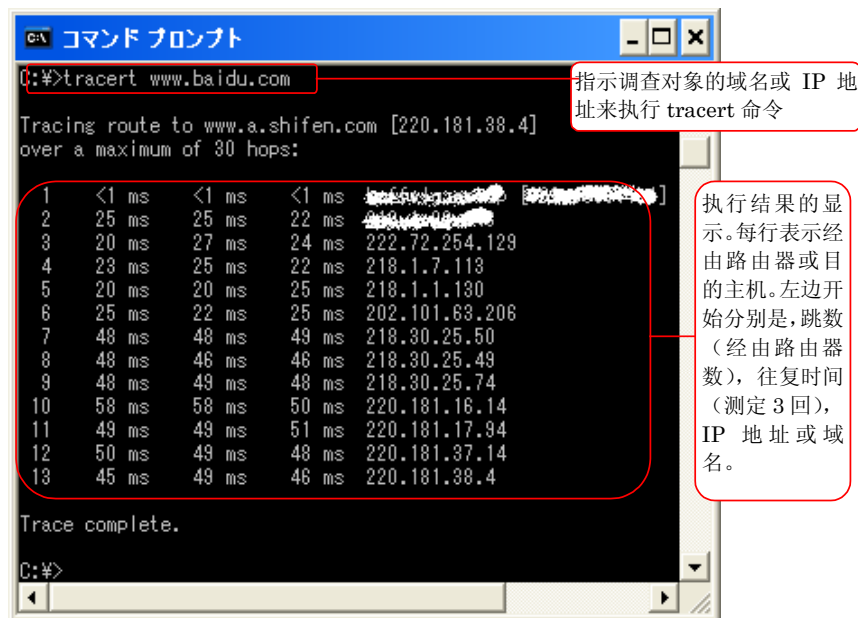 コマンド プロンプト
C:¥>tracert www.baidu.com
指示调查对象的域名或 IP 地
址来执行 tracert 命令
Tracing route to www.a.shifen.com [220.181.38.4]
over a maximum of 30 hops:
1 <1 ms <1 ms <1 ms [ ]
2 25 ms 25 ms 22 ms
3 20 ms 27 ms 24 ms 222.72.254.129
4 23 ms 25 ms 22 ms 218.1.7.113
5 20 ms 20 ms 25 ms 218.1.1.130
6 25 ms 22 ms 25 ms 202.101.63.206
7 48 ms 48 ms 49 ms 218.30.25.50
8 48 ms 46 ms 46 ms 218.30.25.49
9 48 ms 49 ms 48 ms 218.30.25.74
10 58 ms 58 ms 50 ms 220.181.16.14
11 49 ms 49 ms 51 ms 220.181.17.94
12 50 ms 49 ms 48 ms 220.181.37.14
13 45 ms 49 ms 46 ms 220.181.38.4
Trace complete.
C:¥>
执行结果的显
示。每行表示经
由路由器或目
的主机。左边开
始分别是，跳数
（经由路由器
数），往复时间
（测定 3 回），
IP 地址或域
名。